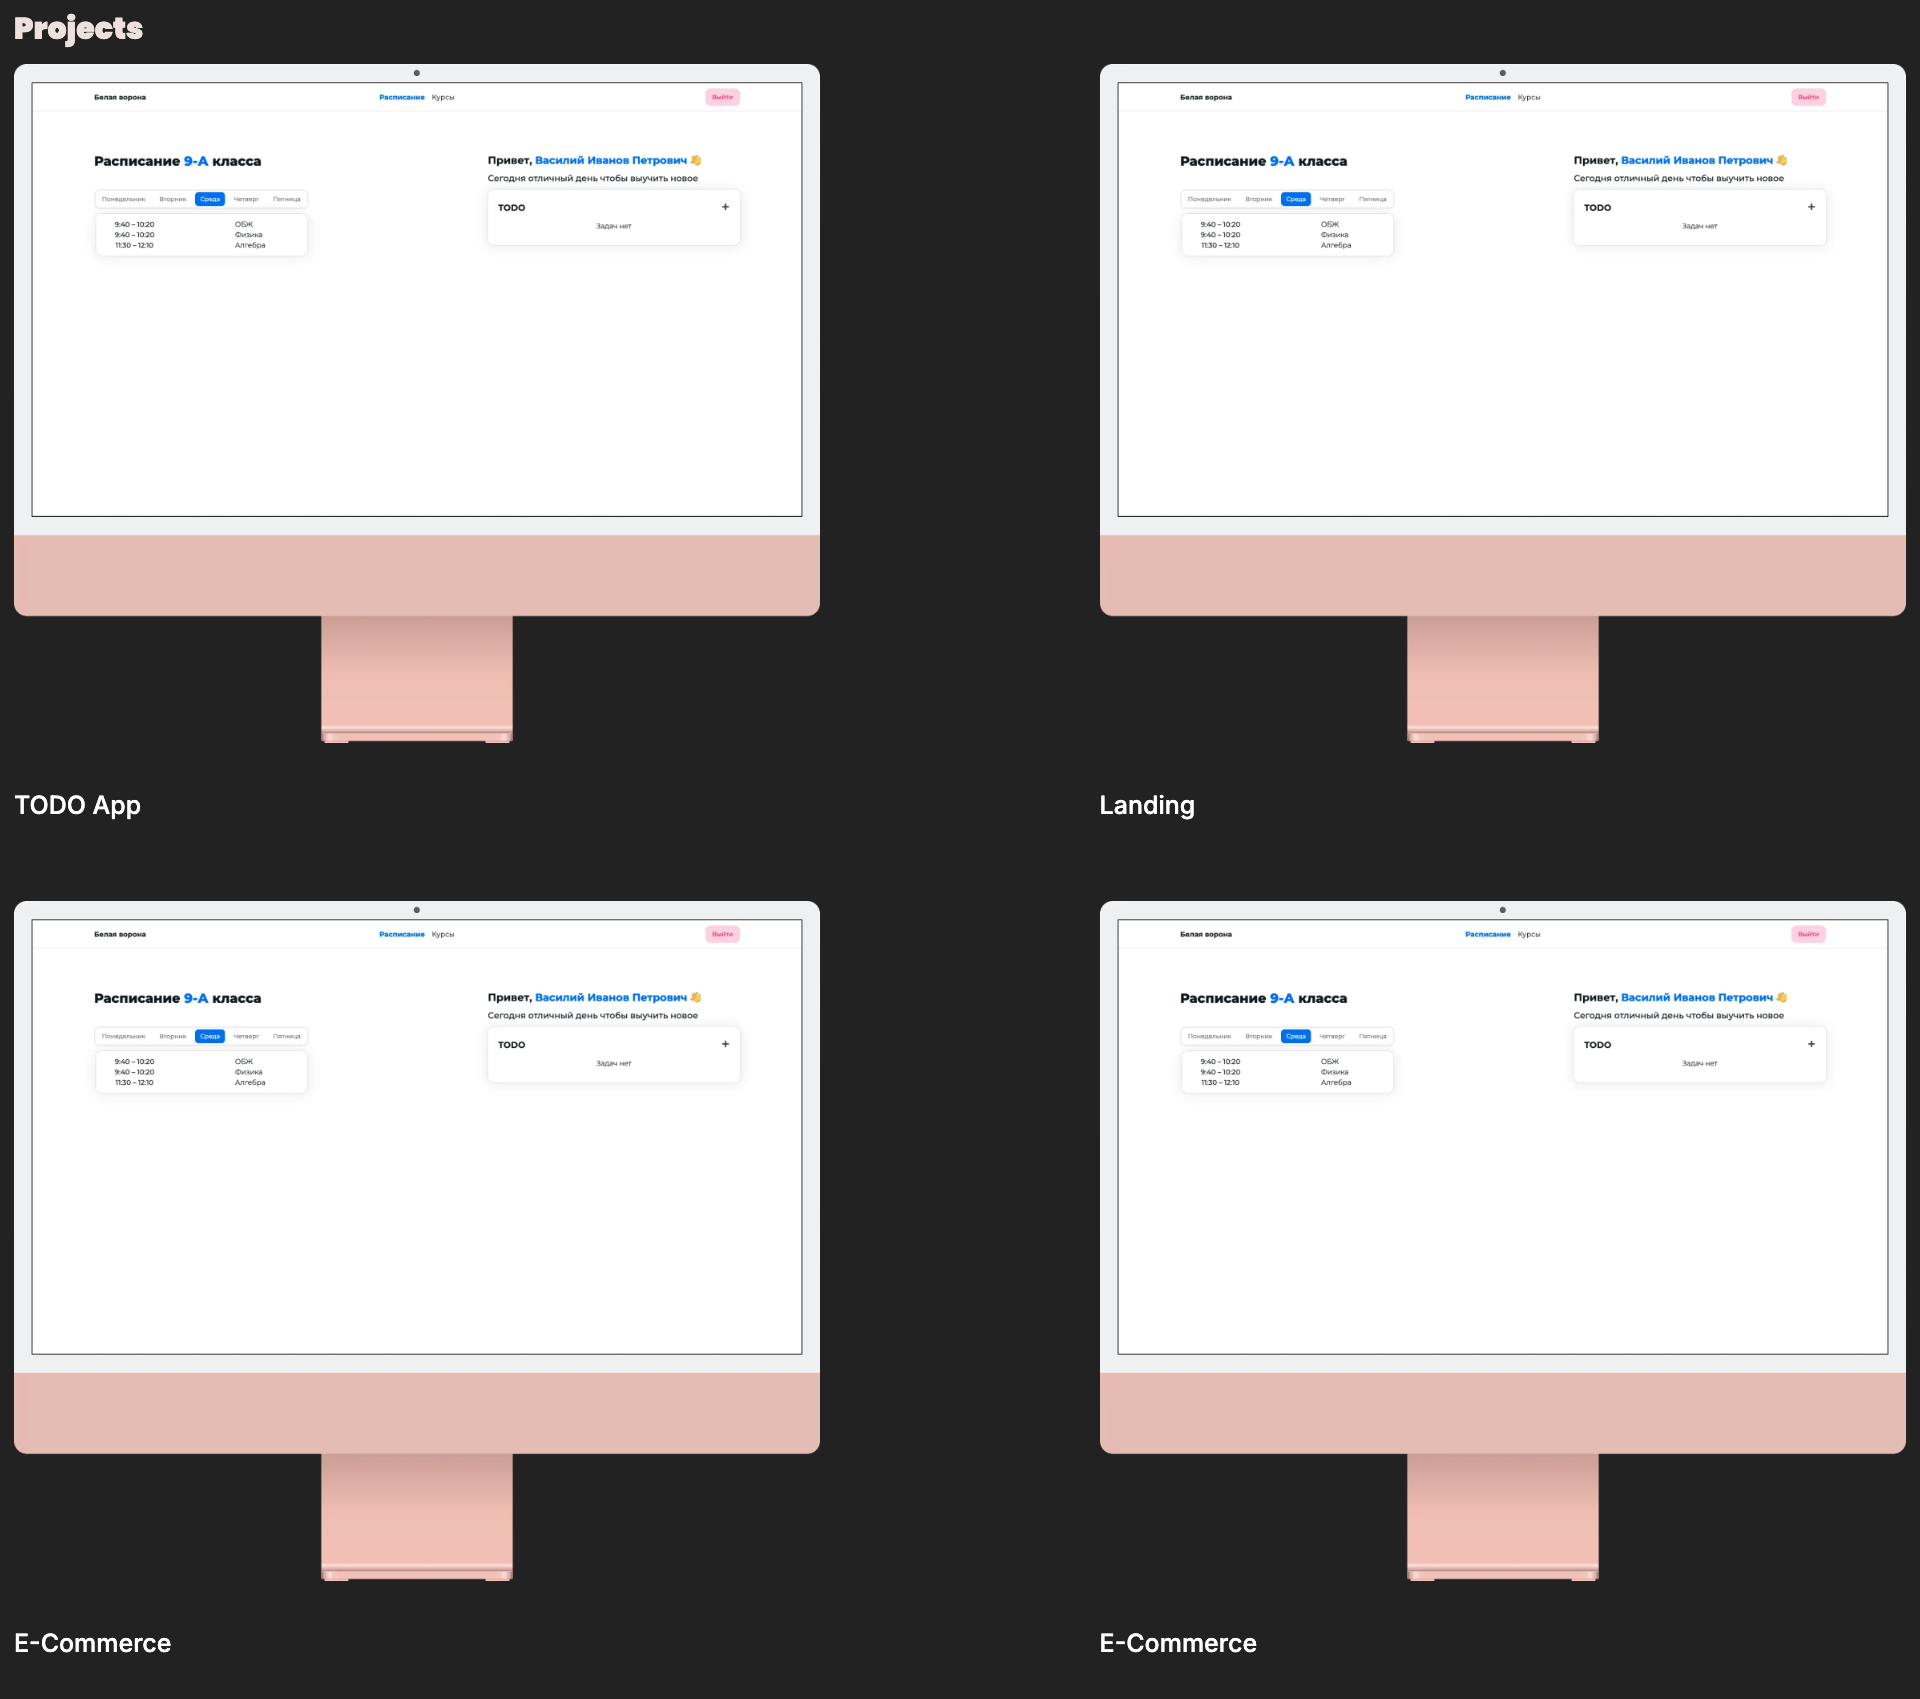 Projects
Белая ворона Расписание Курсы Выйти
Расписание 9-А класса
Понедельник Вторник Среда Четверг Пятница
9:40 – 10:20 ОБЖ
9:40 – 10:20 Физика
11:30 – 12:10 Алгебра
Привет, Василий Иванов Петрович 👋
Сегодня отличный день чтобы выучить новое
TODO +
Задач нет
Белая ворона Расписание Курсы Выйти
Расписание 9-А класса
Понедельник Вторник Среда Четверг Пятница
9:40 – 10:20 ОБЖ
9:40 – 10:20 Физика
11:30 – 12:10 Алгебра
Привет, Василий Иванов Петрович 👋
Сегодня отличный день чтобы выучить новое
TODO +
Задач нет
TODO App
Landing
Белая ворона Расписание Курсы Выйти
Расписание 9-А класса
Понедельник Вторник Среда Четверг Пятница
9:40 – 10:20 ОБЖ
9:40 – 10:20 Физика
11:30 – 12:10 Алгебра
Привет, Василий Иванов Петрович 👋
Сегодня отличный день чтобы выучить новое
TODO +
Задач нет
Белая ворона Расписание Курсы Выйти
Расписание 9-А класса
Понедельник Вторник Среда Четверг Пятница
9:40 – 10:20 ОБЖ
9:40 – 10:20 Физика
11:30 – 12:10 Алгебра
Привет, Василий Иванов Петрович 👋
Сегодня отличный день чтобы выучить новое
TODO +
Задач нет
E-Commerce
E-Commerce